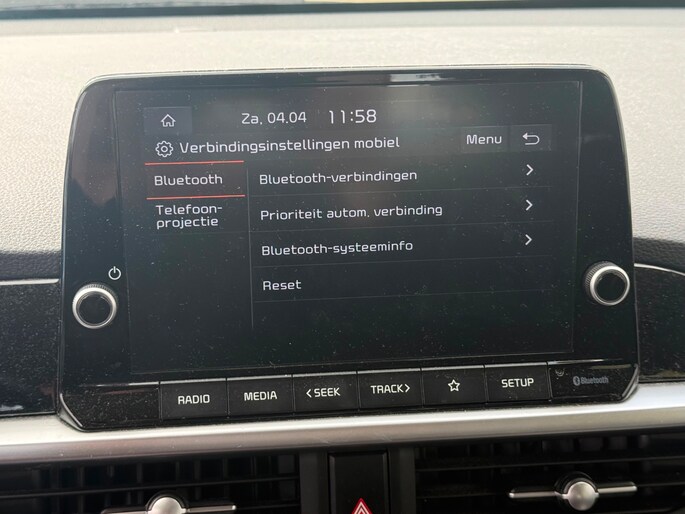 Za, 04.04 11:58
Verbindingsinstellingen mobiel Menu
Bluetooth
Telefoon-
projectie
Bluetooth-verbindingen
Prioriteit autom. verbinding
Bluetooth-systeeminfo
Reset
RADIO MEDIA <SEEK TRACK> SETUP Bluetooth